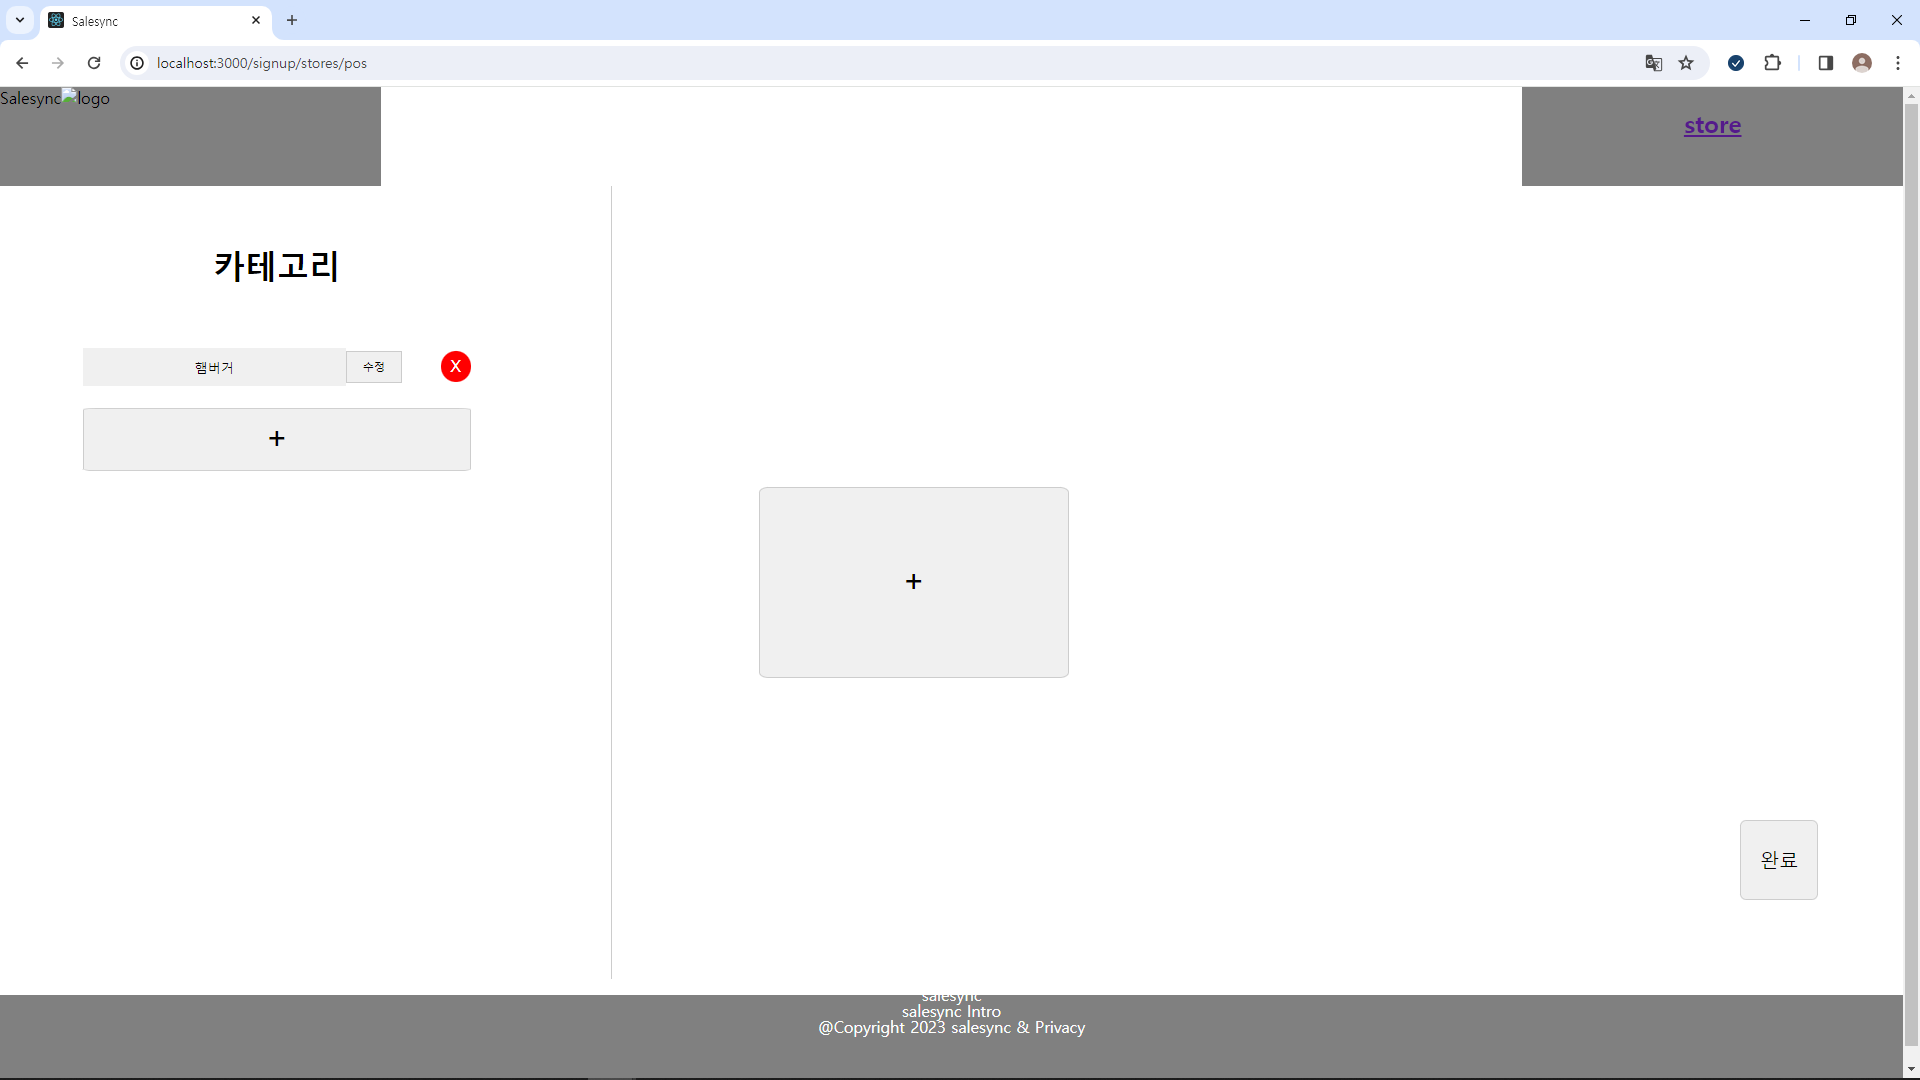 Salesync
localhost:3000/signup/stores/pos
Salesync logo
store
카테고리
햄버거 수정 X
+
+
완료
salesync
salesync Intro
@Copyright 2023 salesync & Privacy